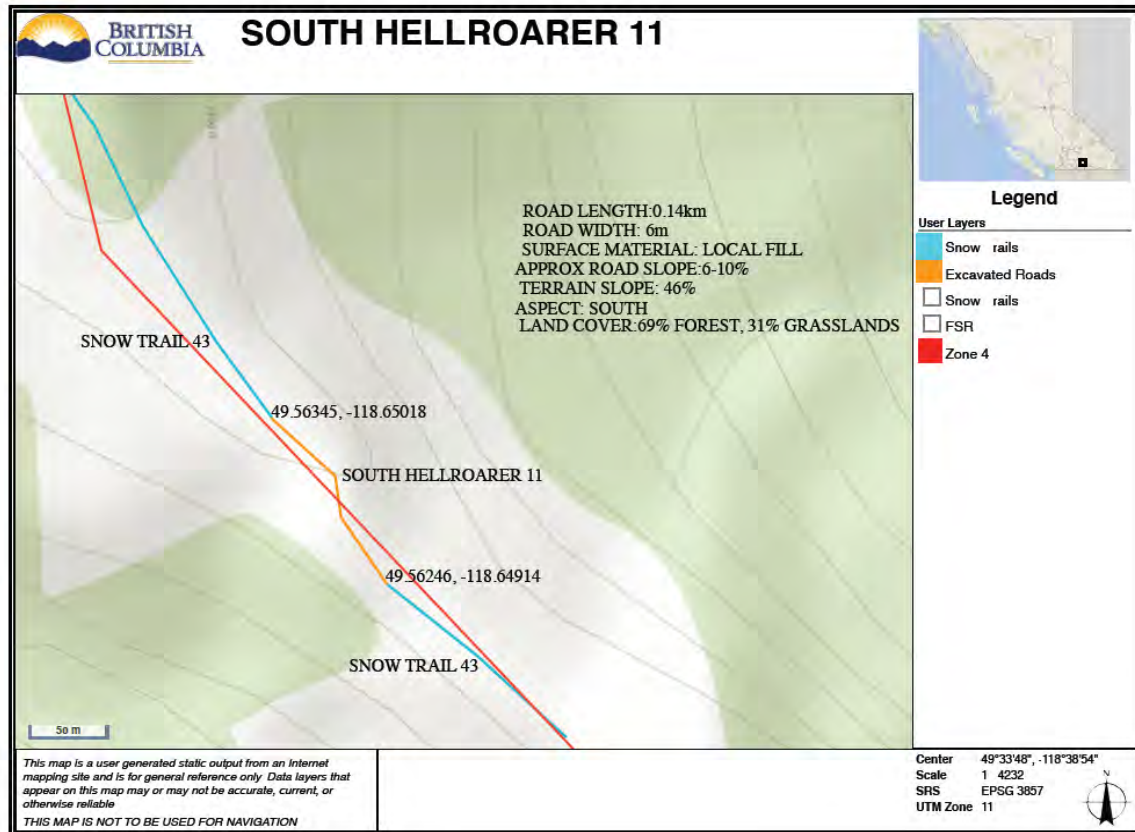 BRITISH
COLUMBIA
SOUTH HELLROARER 11
ROAD LENGTH:0.14km
ROAD WIDTH: 6m
SURFACE MATERIAL: LOCAL FILL
APPROX ROAD SLOPE:6-10%
TERRAIN SLOPE: 46%
ASPECT: SOUTH
LAND COVER:69% FOREST, 31% GRASSLANDS
SNOW TRAIL 43
49.56345, -118.65018
SOUTH HELLROARER 11
49.56246, -118.64914
SNOW TRAIL 43
50 m
Legend
User Layers
Snow rails
Excavated Roads
Snow rails
FSR
Zone 4
This map is a user generated static output from an Internet
mapping site and is for general reference only Data layers that
appear on this map may or may not be accurate, current, or
otherwise reliable
THIS MAP IS NOT TO BE USED FOR NAVIGATION
Center 49°33'48", -118°38'54"
Scale 1 4232
SRS EPSG 3857
UTM Zone 11
N